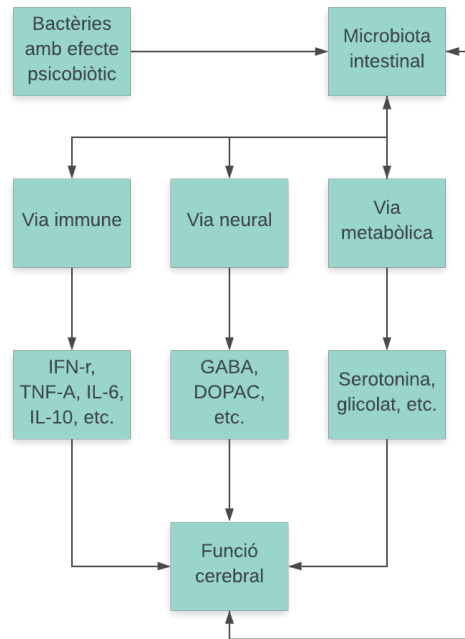 Bactèries
amb efecte
psicobiòtic
Microbiota
intestinal
Via immune
Via neural
Via
metabòlica
IFN-r,
TNF-A, IL-6,
IL-10, etc.
GABA,
DOPAC,
etc.
Serotonina,
glicolat, etc.
Funció
cerebral